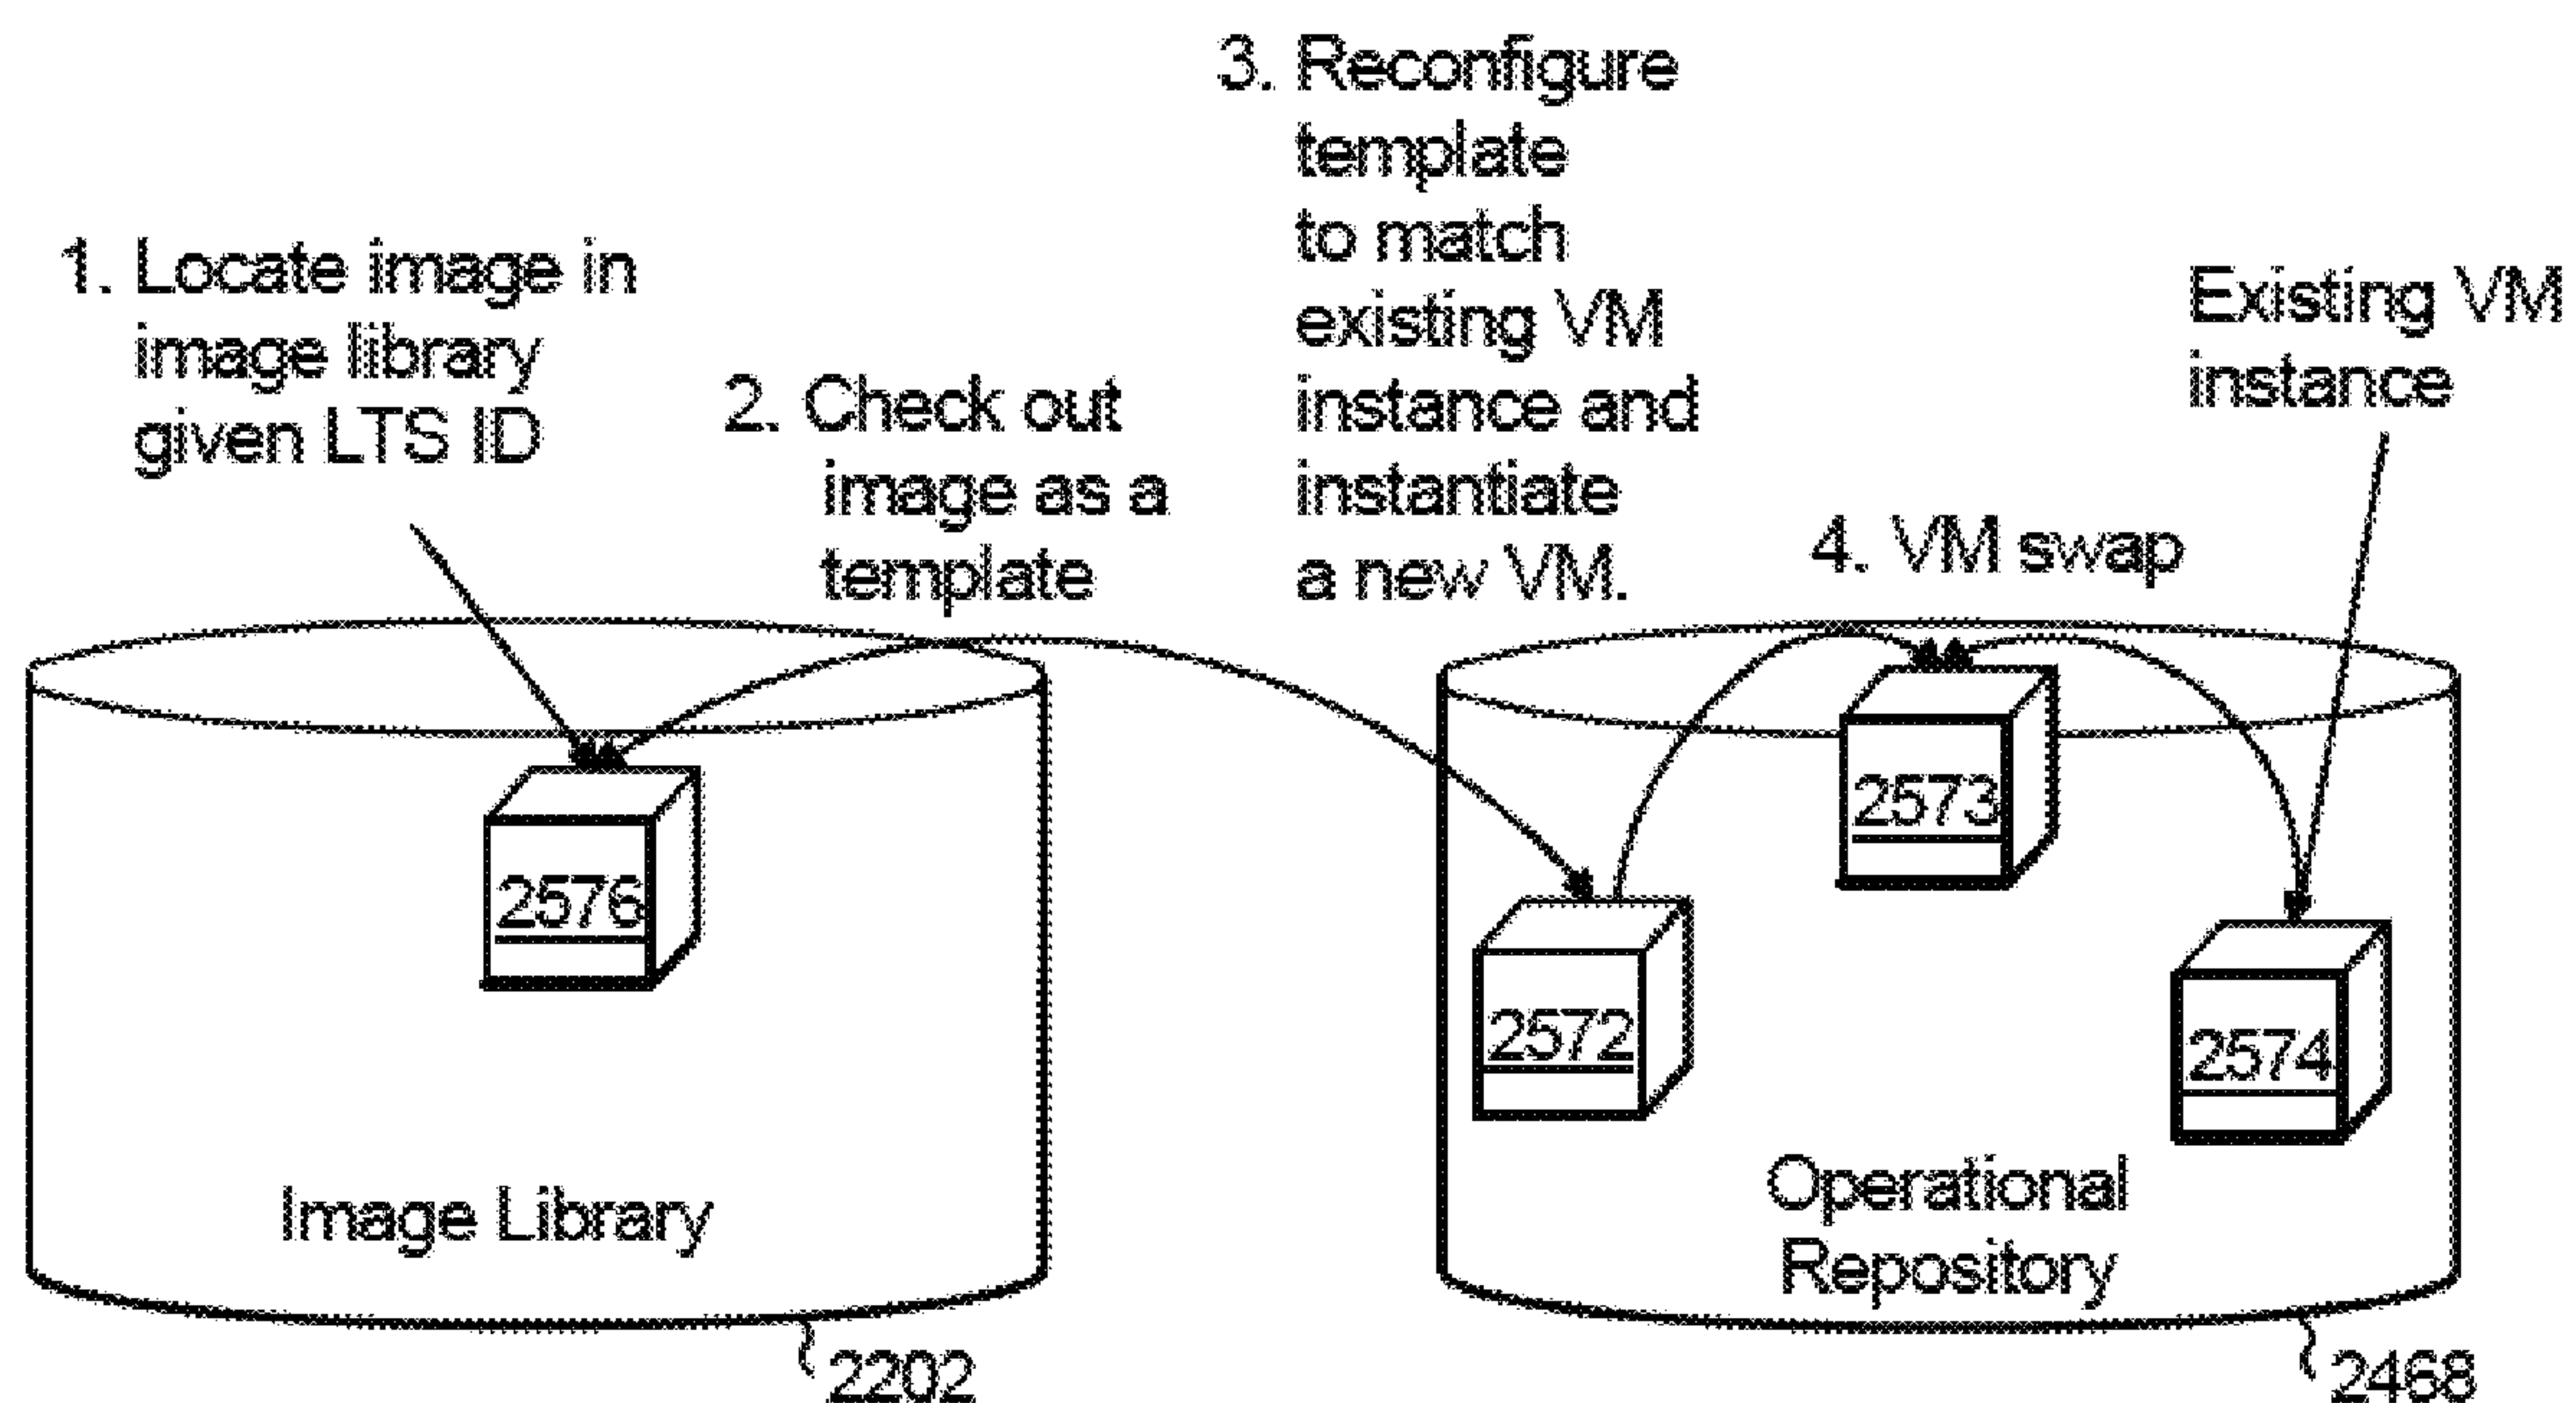 1. Locate image in
image library
given LTS ID
2. Check out
image as a
template
3. Reconfigure
template
to match
existing VM
instance and
instantiate
a new VM.
4. VM swap
Existing VM
instance
2576
2573
2572
2574
Image Library
Operational
Repository
2202
2468